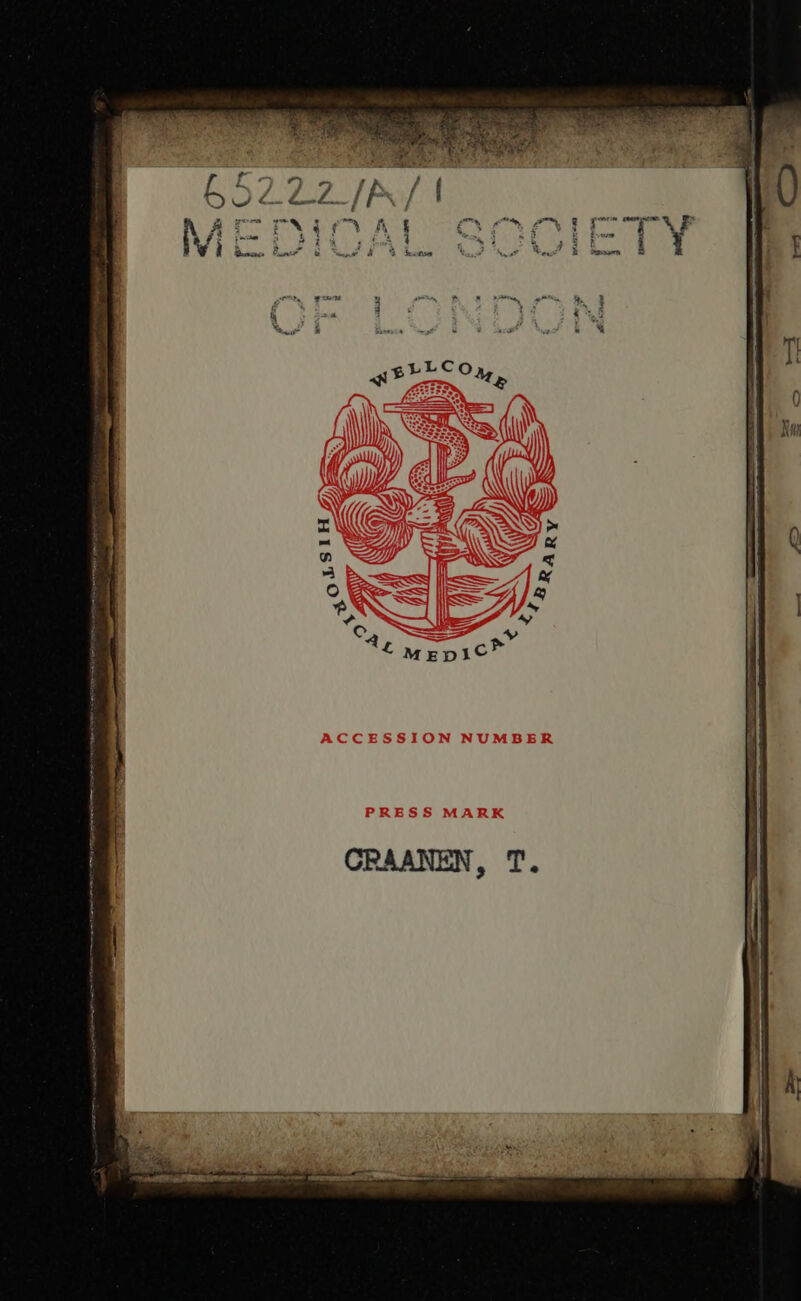 65222/A/1
MEDICAL SOCIETY
OF LONDON
WELLCOME
HISTORICAL MEDICAL LIBRARY
ACCESSION NUMBER
PRESS MARK
CRAANEN, T.